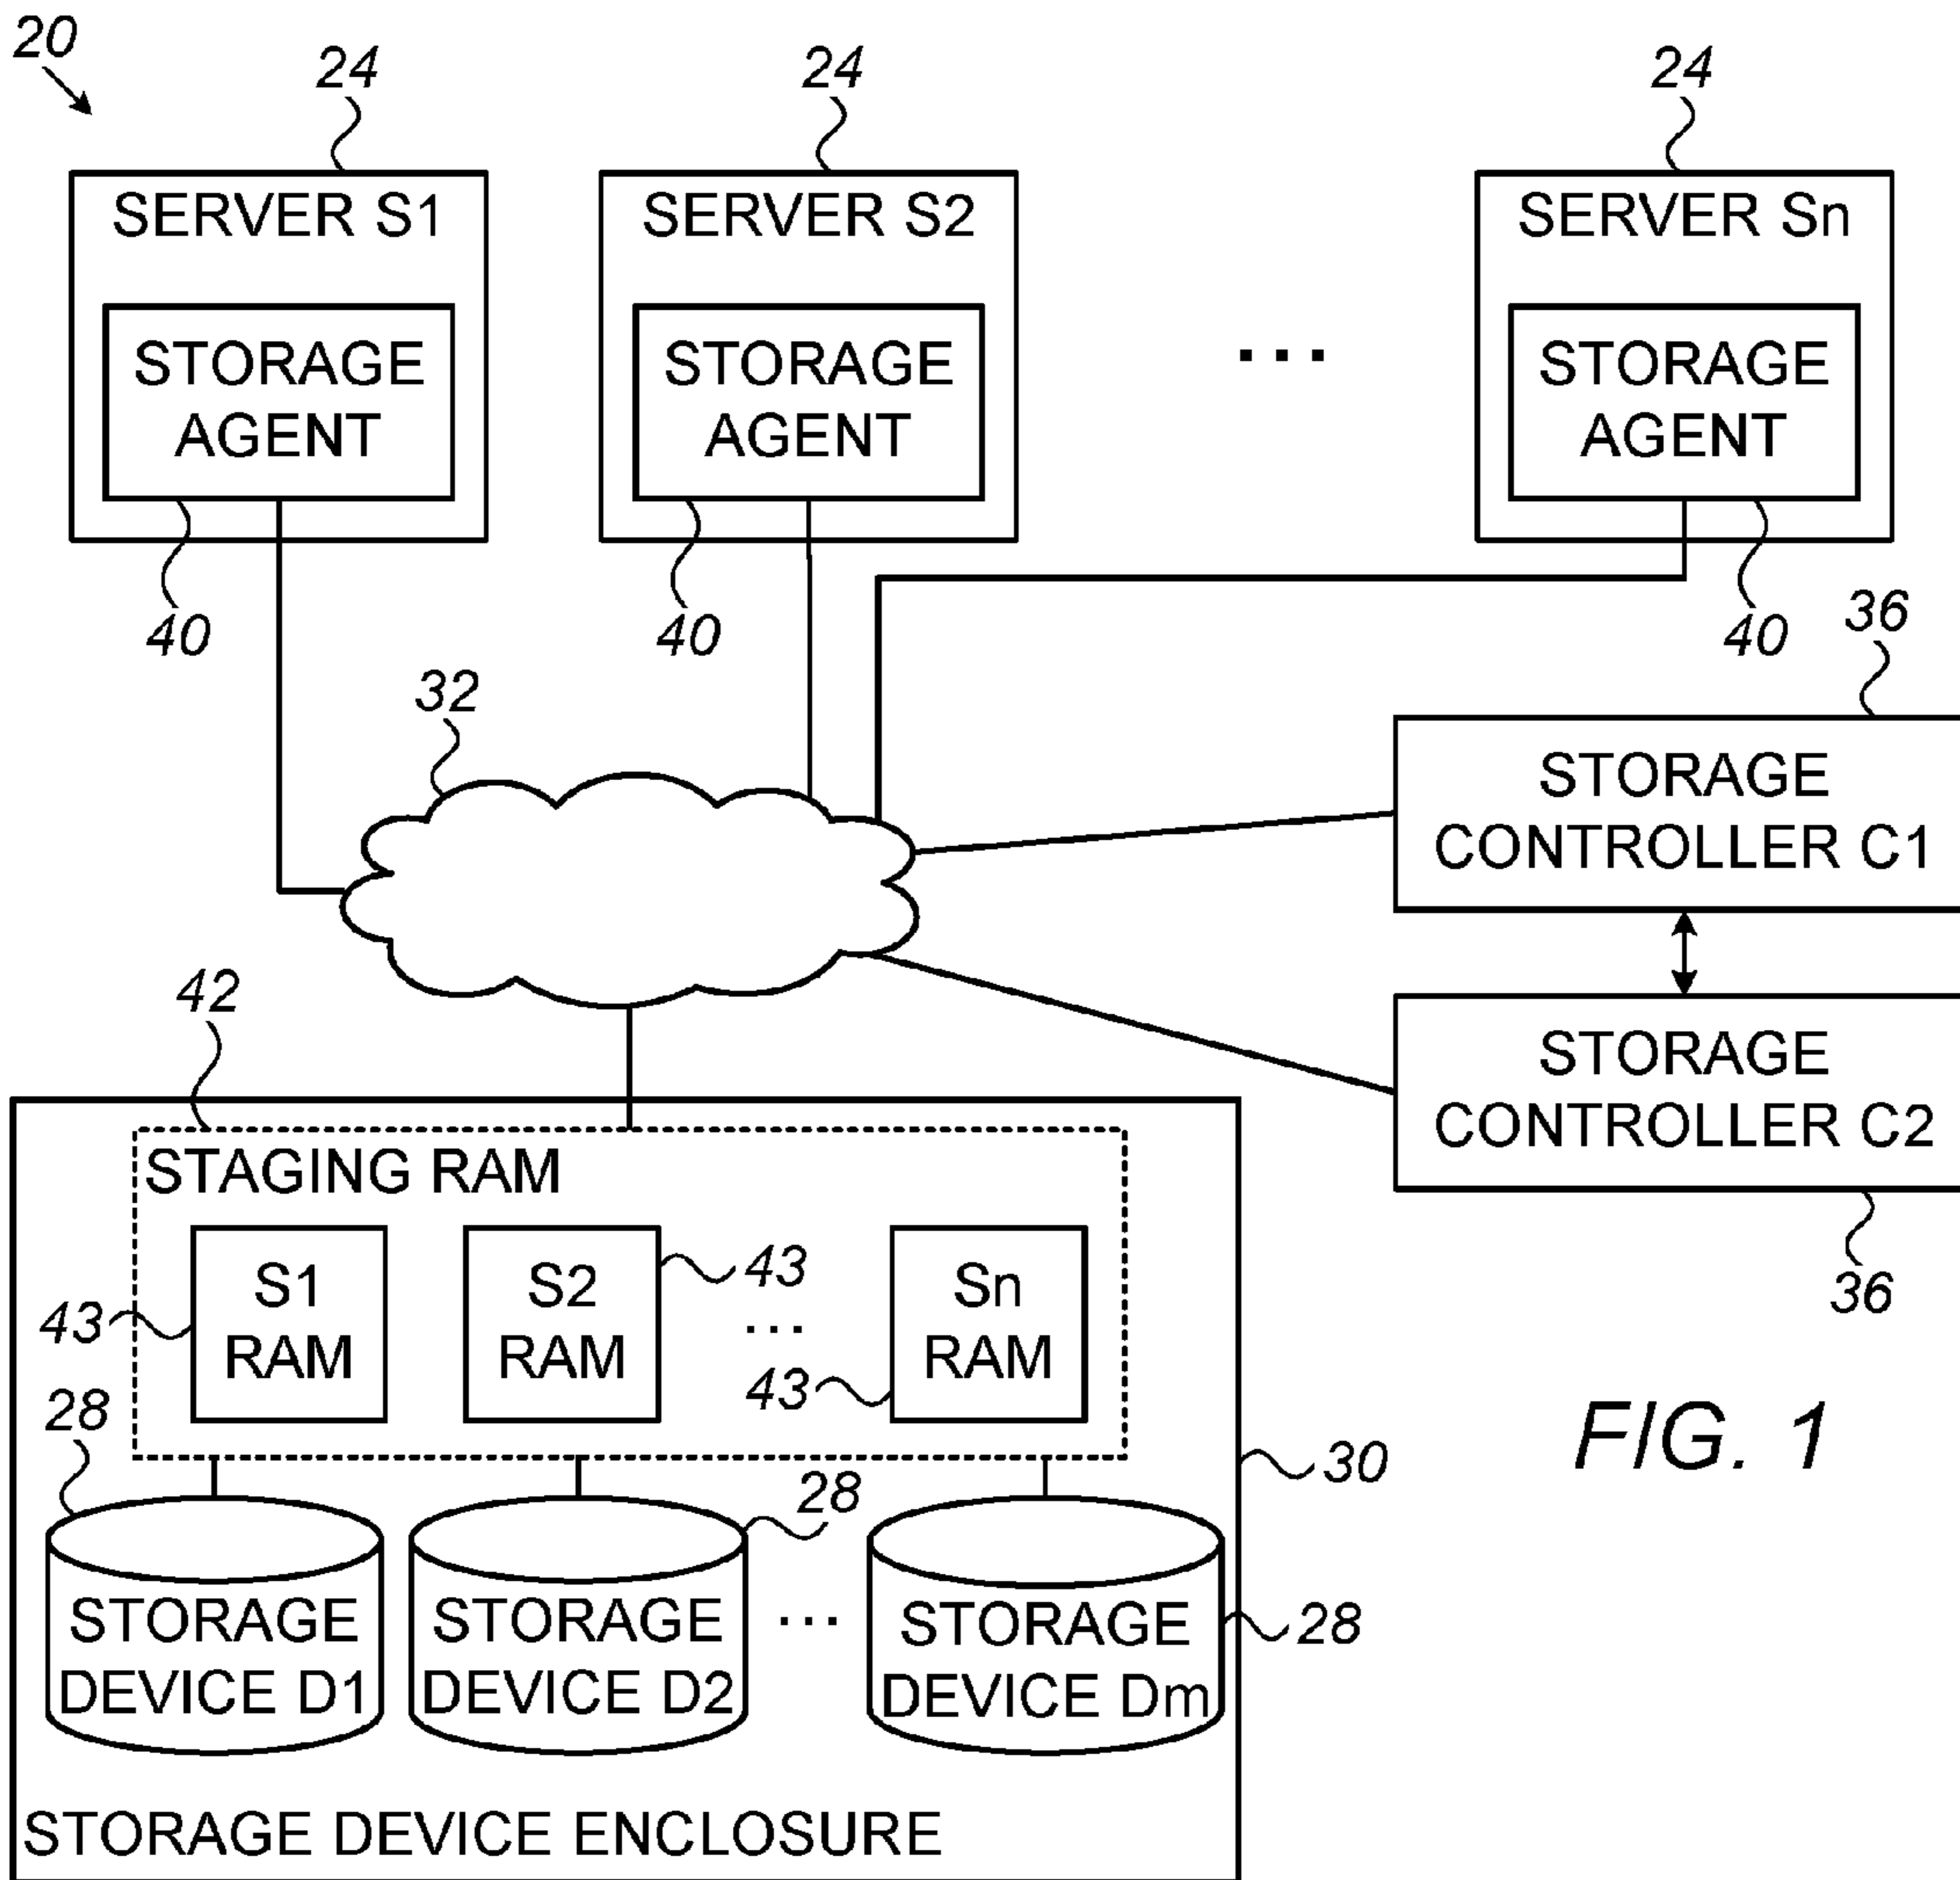 20
24
24
24
SERVER S1
SERVER S2
SERVER Sn
STORAGE
AGENT
STORAGE
AGENT
...
STORAGE
AGENT
40
40
40
36
32
STORAGE
CONTROLLER C1
42
STORAGE
CONTROLLER C2
36
STAGING RAM
S1
RAM
43
S2
RAM
43
...
43
Sn
RAM
FIG. 1
28
28
30
STORAGE
DEVICE D1
STORAGE
DEVICE D2
...
STORAGE
DEVICE Dm
28
STORAGE DEVICE ENCLOSURE